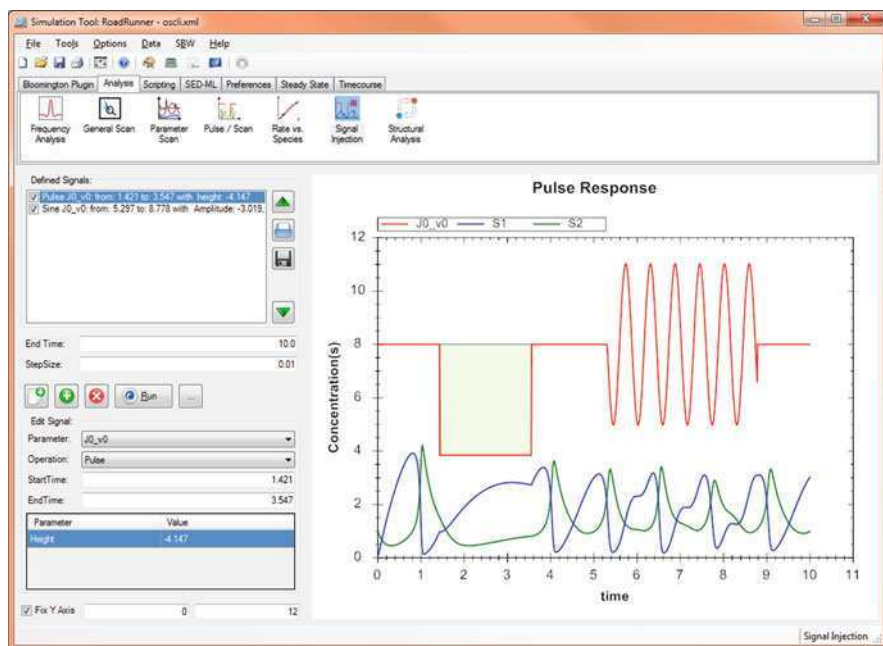 Simulation Tool: RoadRunner - oscli.xml
File Tools Options Data SBW Help
Bloomington Plugin Analysis Scripting SED-ML Preferences Steady State Timecourse
Frequency Analysis
General Scan
Parameter Scan
Pulse / Scan
Rate vs. Species
Signal Injection
Structural Analysis
Defined Signals:
Pulse J0_v0: from: 1.421 to: 3.547 with height: -4.147
Sine J0_v0: from: 5.297 to: 8.778 with Amplitude: -3.019,
End Time: 10.0
StepSize: 0.01
Run ...
Edit Signal:
Parameter: J0_v0
Operation: Pulse
StartTime: 1.421
EndTime: 3.547
Parameter Value
Height -4.147
Fix Y Axis 0 12
Pulse Response
J0_v0 S1 S2
Concentration(s)
12
10
8
6
4
2
0
0 1 2 3 4 5 6 7 8 9 10 11
time
Signal Injection